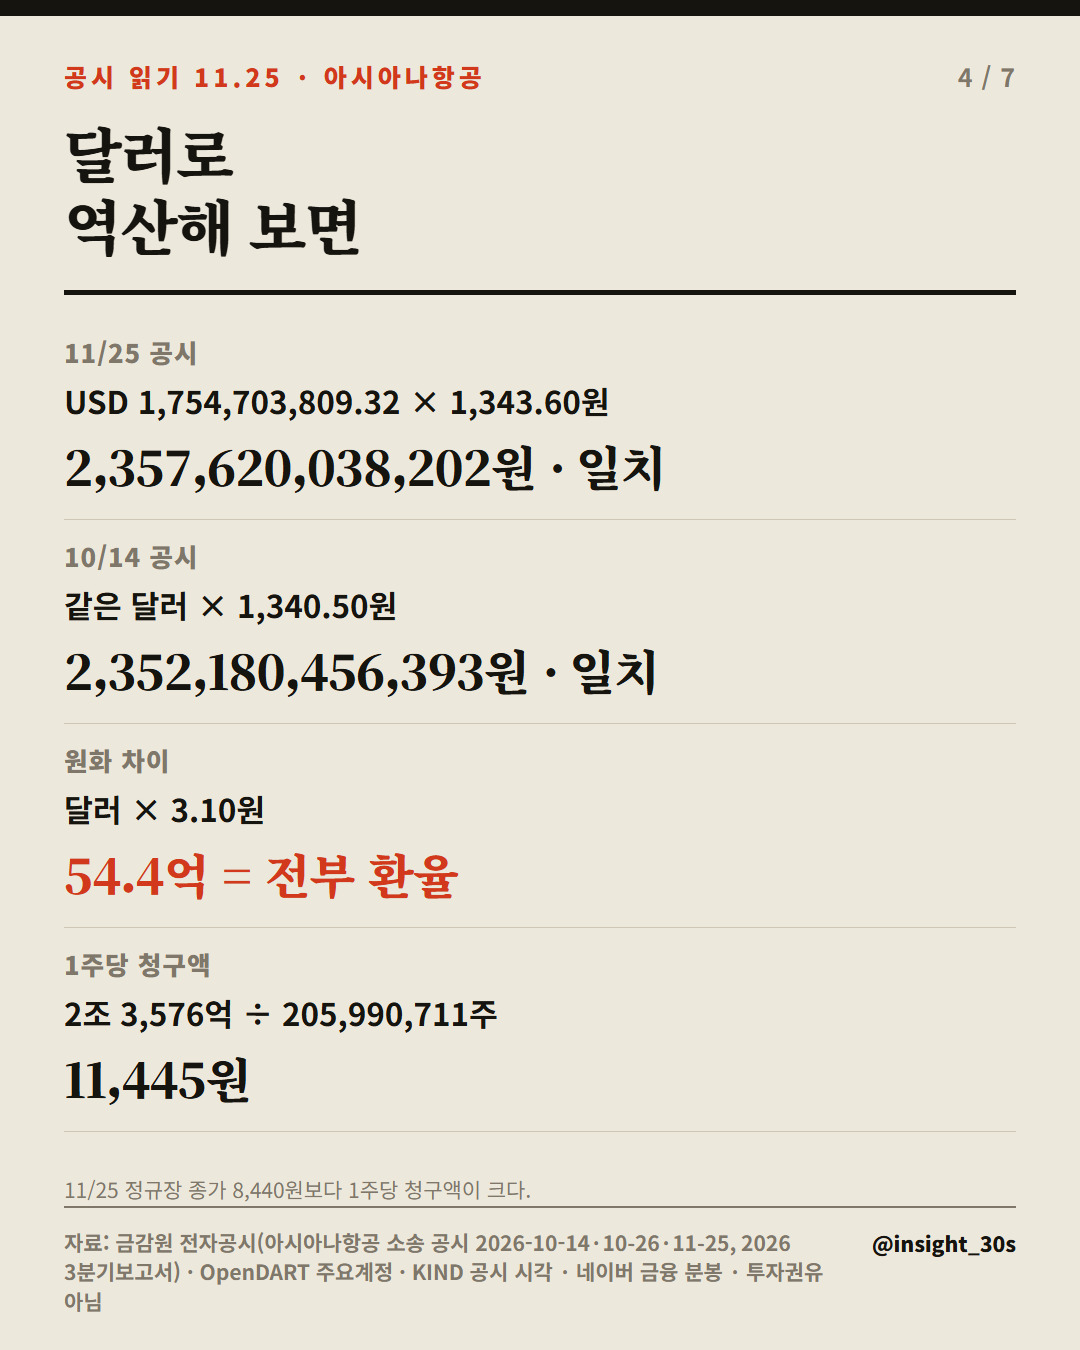 공시 읽기 11.25 · 아시아나항공
4 / 7
달러로
역산해 보면
11/25 공시
USD 1,754,703,809.32 × 1,343.60원
2,357,620,038,202원 · 일치
10/14 공시
같은 달러 × 1,340.50원
2,352,180,456,393원 · 일치
원화 차이
달러 × 3.10원
54.4억 = 전부 환율
1주당 청구액
2조 3,576억 ÷ 205,990,711주
11,445원
11/25 정규장 종가 8,440원보다 1주당 청구액이 크다.
자료: 금감원 전자공시(아시아나항공 소송 공시 2026-10-14·10-26·11-25, 2026
@insight_30s
3분기보고서) · OpenDART 주요계정 · KIND 공시 시각 · 네이버 금융 분봉 · 투자권유
아님